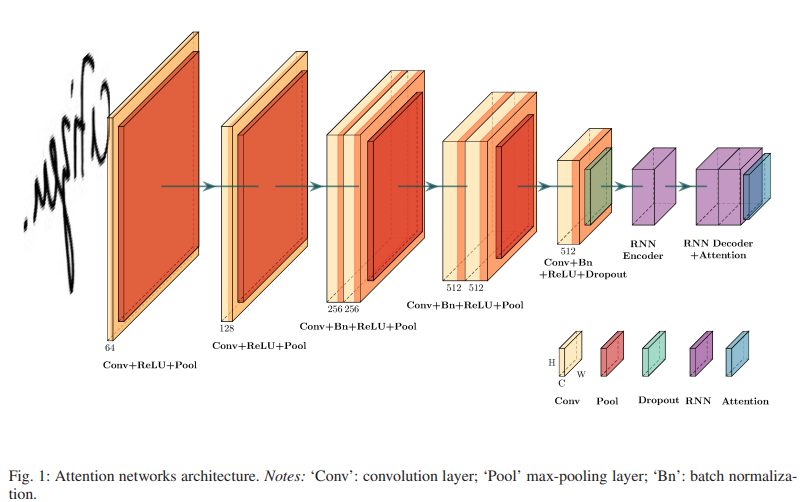 64
Conv+ReLU+Pool
128
Conv+ReLU+Pool
256 256
Conv+Bn+ReLU+Pool
512 512
Conv+Bn+ReLU+Pool
512
Conv+Bn
+ReLU+Dropout
RNN
Encoder
RNN Decoder
+Attention
H
W
C
Conv Pool Dropout RNN Attention
Fig. 1: Attention networks architecture. Notes: ‘Conv’: convolution layer; ‘Pool’ max-pooling layer; ‘Bn’: batch normaliza-
tion.